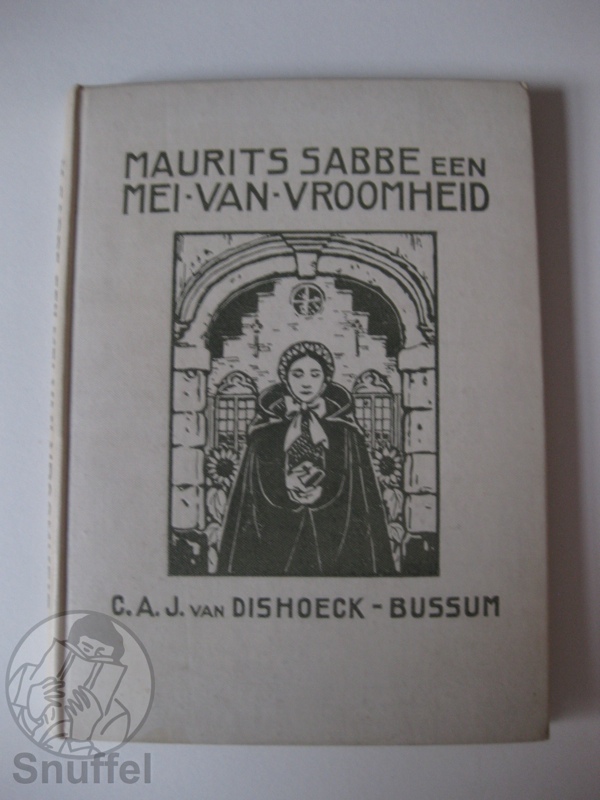 MAURITS SABBE EEN
MEI·VAN·VROOMHEID
C.A.J. VAN DISHOECK - BUSSUM
Snuffel